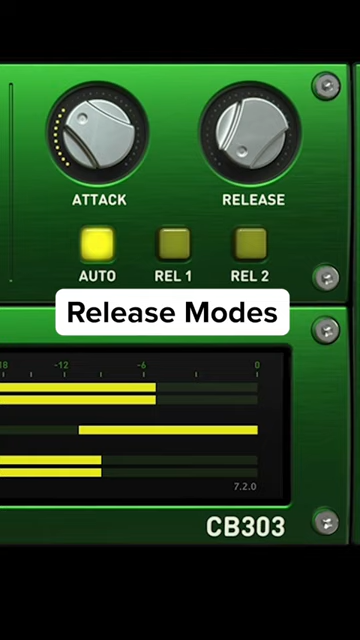 ATTACK
RELEASE
AUTO
REL 1
REL 2
Release Modes
-12
-6
0
7.2.0
CB303